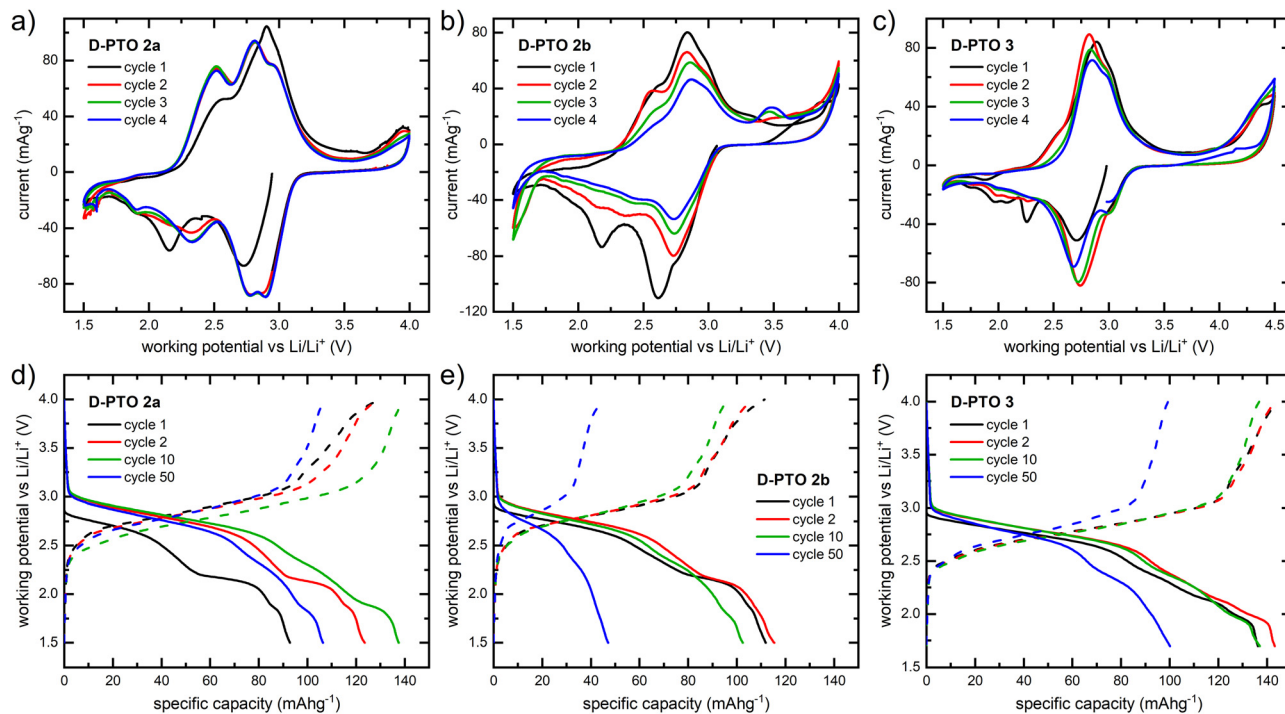 a)
D-PTO 2a
cycle 1
cycle 2
cycle 3
cycle 4
80
40
0
-40
-80
current (mAg⁻¹)
1.5 2.0 2.5 3.0 3.5 4.0
working potential vs Li/Li⁺ (V)
b)
D-PTO 2b
cycle 1
cycle 2
cycle 3
cycle 4
80
40
0
-40
-80
-120
current (mAg⁻¹)
1.5 2.0 2.5 3.0 3.5 4.0
working potential vs Li/Li⁺ (V)
c)
D-PTO 3
cycle 1
cycle 2
cycle 3
cycle 4
80
40
0
-40
-80
current (mAg⁻¹)
1.5 2.0 2.5 3.0 3.5 4.0 4.5
working potential vs Li/Li⁺ (V)
d)
D-PTO 2a
cycle 1
cycle 2
cycle 10
cycle 50
4.0
3.5
3.0
2.5
2.0
1.5
working potential vs Li/Li⁺ (V)
0 20 40 60 80 100 120 140
specific capacity (mAhg⁻¹)
e)
D-PTO 2b
cycle 1
cycle 2
cycle 10
cycle 50
4.0
3.5
3.0
2.5
2.0
1.5
working potential vs Li/Li⁺ (V)
0 20 40 60 80 100 120 140
specific capacity (mAhg⁻¹)
f)
D-PTO 3
cycle 1
cycle 2
cycle 10
cycle 50
4.0
3.5
3.0
2.5
2.0
1.5
working potential vs Li/Li⁺ (V)
0 20 40 60 80 100 120 140
specific capacity (mAhg⁻¹)